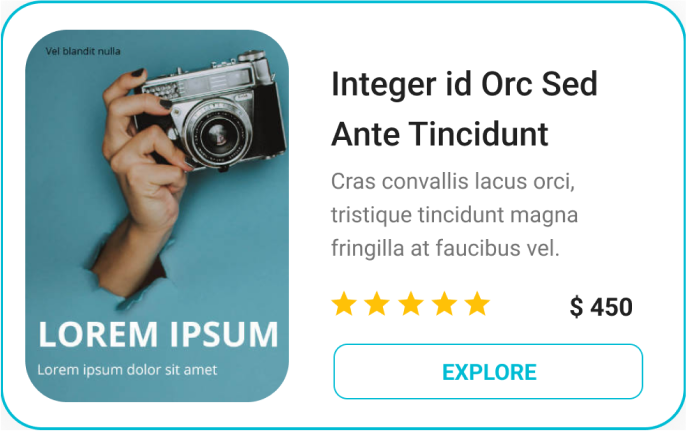 Vel blandit nulla
LOREM IPSUM
Lorem ipsum dolor sit amet
Integer id Orc Sed
Ante Tincidunt
Cras convallis lacus orci,
tristique tincidunt magna
fringilla at faucibus vel.
$ 450
EXPLORE